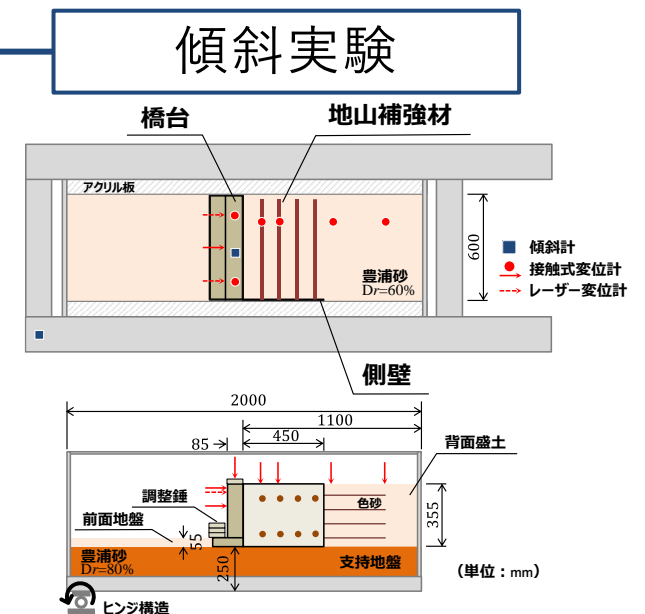 傾斜実験
橋台
地山補強材
アクリル板
600
豊浦砂
Dr=60%
傾斜計
接触式変位計
レーザー変位計
側壁
2000
1100
85
450
背面盛土
調整錘
色砂
前面地盤
355
55
豊浦砂
Dr=80%
250
支持地盤
(単位：mm)
ヒンジ構造